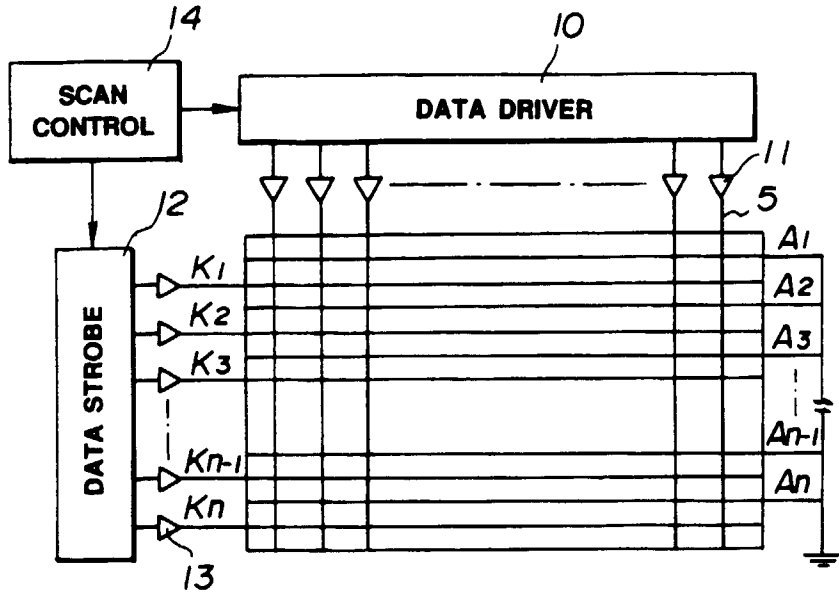 14
10
SCAN
CONTROL
DATA DRIVER
11
5
12
A1
K1
A2
K2
A3
K3
DATA STROBE
An-1
Kn-1
An
Kn
13